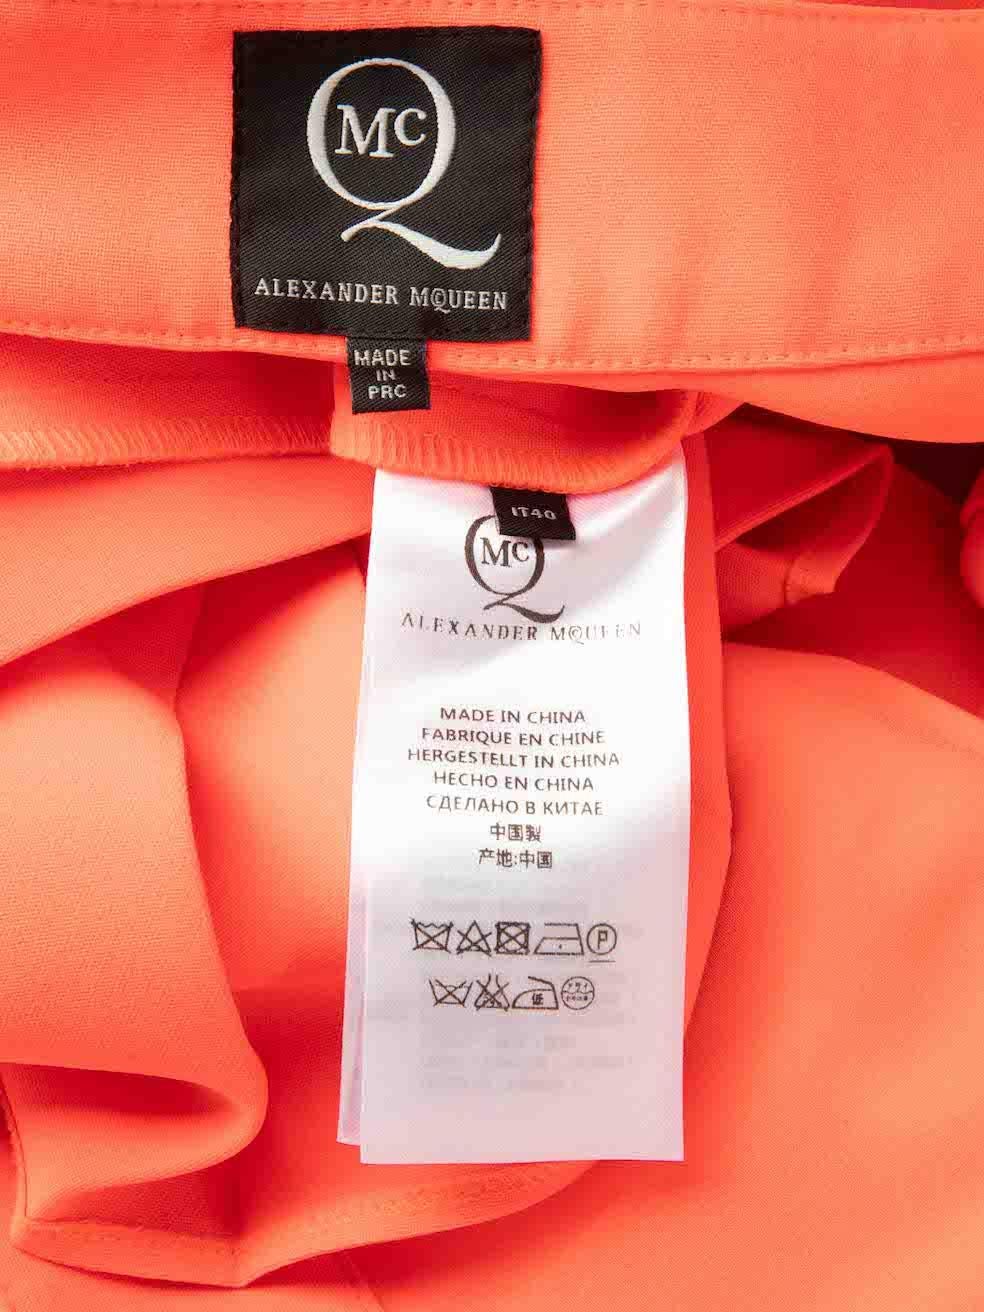 McQ
ALEXANDER McQUEEN
MADE
IN
PRC
IT40
McQ
ALEXANDER McQUEEN
MADE IN CHINA
FABRIQUE EN CHINE
HERGESTELLT IN CHINA
HECHO EN CHINA
СДЕЛАНО В КИТАЕ
中国製
产地:中国
P
低